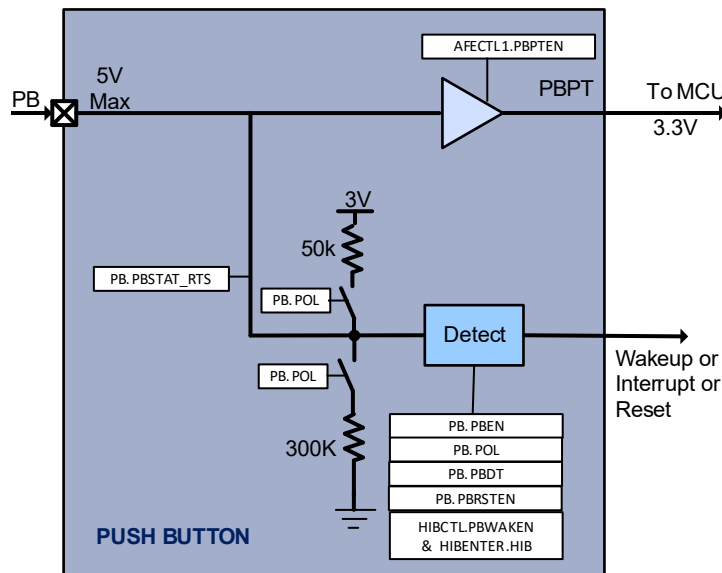 AFECTL1.PBPTEN
5V
Max
PB
PBPT
To MCU
3.3V
3V
50k
PB.PBSTAT_RTS
PB.POL
Detect
Wakeup or
Interrupt or
Reset
PB.POL
300K
PB.PBEN
PB.POL
PB.PBDT
PB.PBRSTEN
HIBCTL.PBWAKEN
& HIBENTER.HIB
PUSH BUTTON